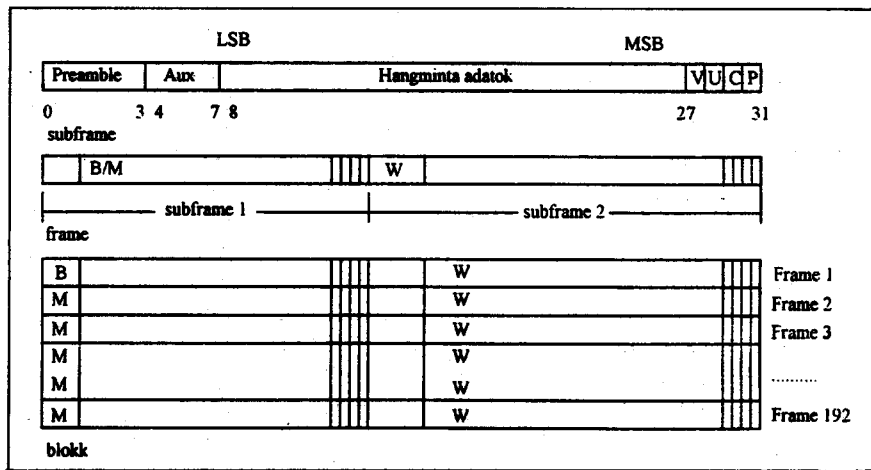 LSB MSB
Preamble Aux Hangminta adatok V U C P
0 3 4 7 8 27 31
subframe
B/M W
subframe 1 subframe 2
frame
B W Frame 1
M W Frame 2
M W Frame 3
M W
M W ..........
M W Frame 192
blokk